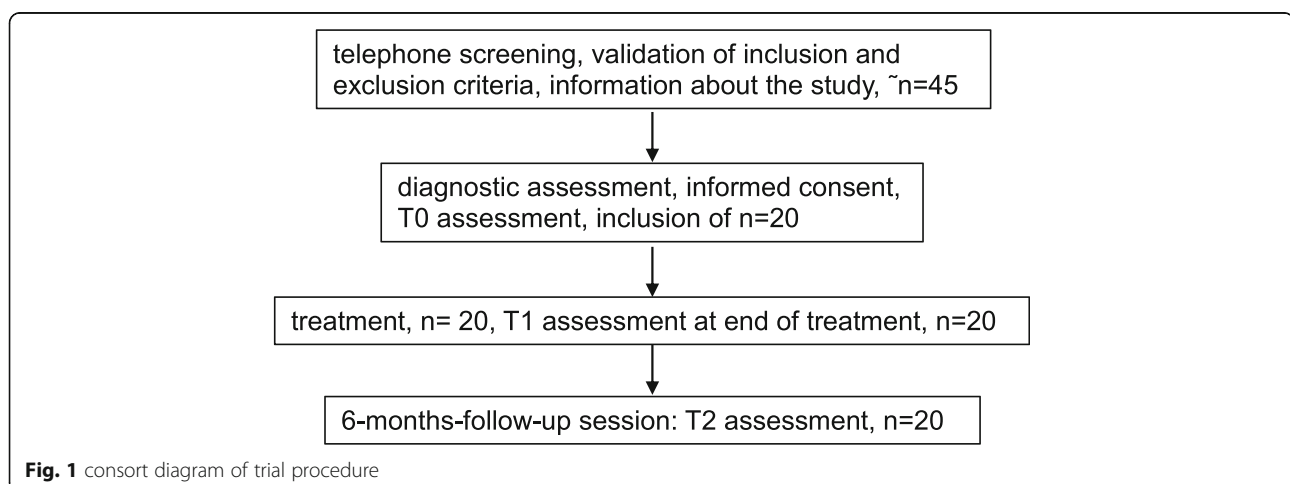 telephone screening, validation of inclusion and
exclusion criteria, information about the study, ˜n=45
diagnostic assessment, informed consent,
T0 assessment, inclusion of n=20
treatment, n= 20, T1 assessment at end of treatment, n=20
6-months-follow-up session: T2 assessment, n=20
Fig. 1 consort diagram of trial procedure